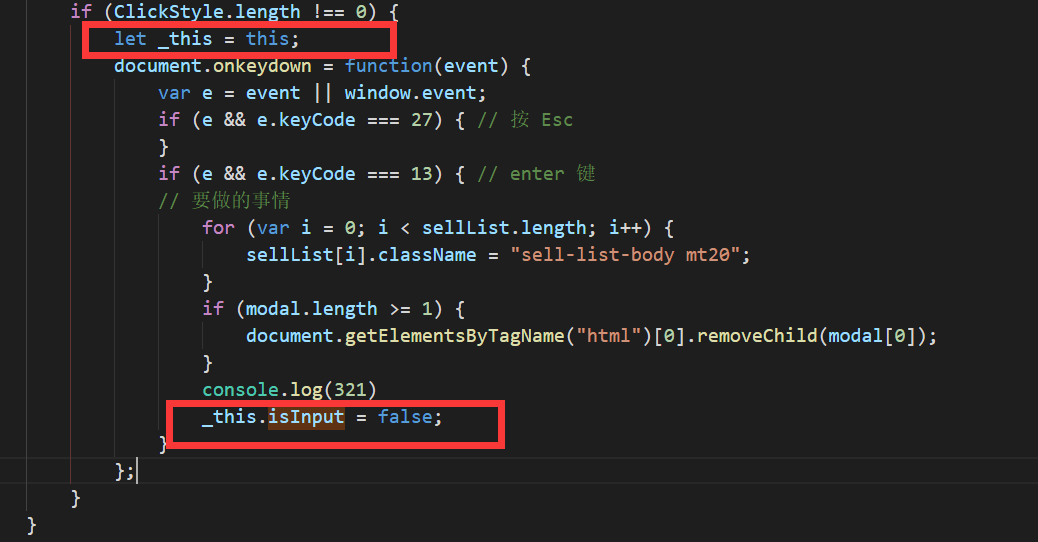 if (ClickStyle.length !== 0) {
let _this = this;
document.onkeydown = function(event) {
var e = event || window.event;
if (e && e.keyCode === 27) { // 按 Esc
}
if (e && e.keyCode === 13) { // enter 键
// 要做的事情
for (var i = 0; i < sellList.length; i++) {
sellList[i].className = "sell-list-body mt20";
}
if (modal.length >= 1) {
document.getElementsByTagName("html")[0].removeChild(modal[0]);
}
console.log(321)
_this.isInput = false;
}
};
}
}